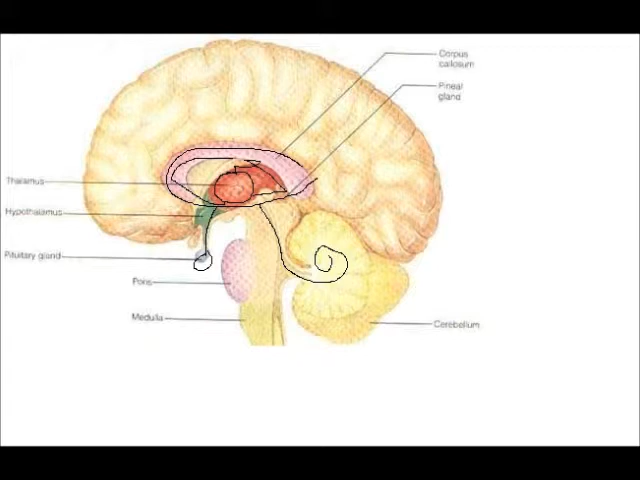 Corpus
callosum
Pineal
gland
Thalamus
Hypothalamus
Pituitary gland
Pons
Medulla
Cerebellum